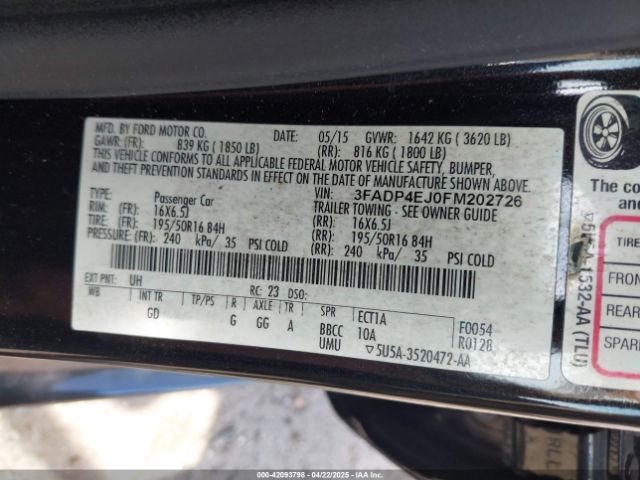 MFD. BY FORD MOTOR CO. DATE: 05/15 GVWR: 1642 KG ( 3620 LB)
GAWR: (FR): 839 KG ( 1850 LB) (RR): 816 KG ( 1800 LB)
THIS VEHICLE CONFORMS TO ALL APPLICABLE FEDERAL MOTOR VEHICLE SAFETY, BUMPER,
AND THEFT PREVENTION STANDARDS IN EFFECT ON THE DATE OF MANUFACTURE SHOWN ABOVE.
VIN: 3FADP4EJ0FM202726
TYPE: Passenger Car TRAILER TOWING - SEE OWNER GUIDE
RIM: (FR): 16X6.5J (RR): 16X6.5J
TIRE: (FR): 195/50R16 84H (RR): 195/50R16 84H
PRESSURE: (FR): 240 kPa/ 35 PSI COLD (RR): 240 kPa/ 35 PSI COLD
EXT PNT: UH RC: 23 DSO:
WB INT TR TP/PS R AXLE TR SPR ECT1A F0054
GD G GG A BBCC 10A R0128
UMU ▽5U5A-3520472-AA
The co
and
TIRE
FRON
REAR
SPAR
1532-AA (TLU)
000-42093798 - 04/22/2025 - IAAI.COM